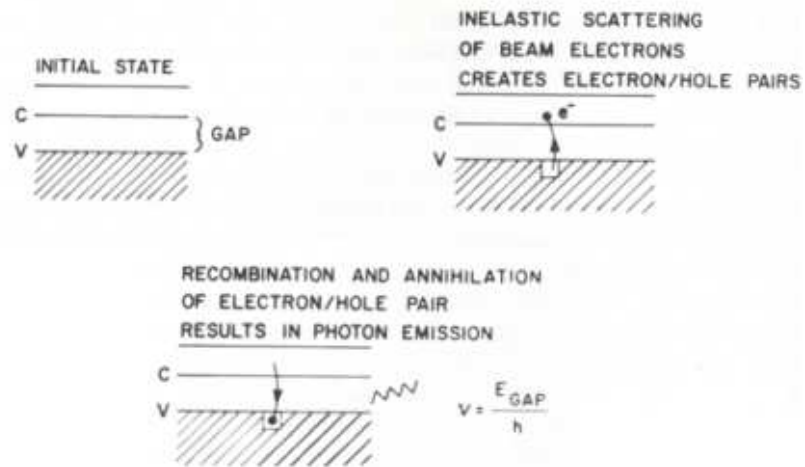 INITIAL STATE
C
GAP
V
INELASTIC SCATTERING
OF BEAM ELECTRONS
CREATES ELECTRON/HOLE PAIRS
e⁻
C
V
RECOMBINATION AND ANNIHILATION
OF ELECTRON/HOLE PAIR
RESULTS IN PHOTON EMISSION
C
V
ν = E_GAP / h